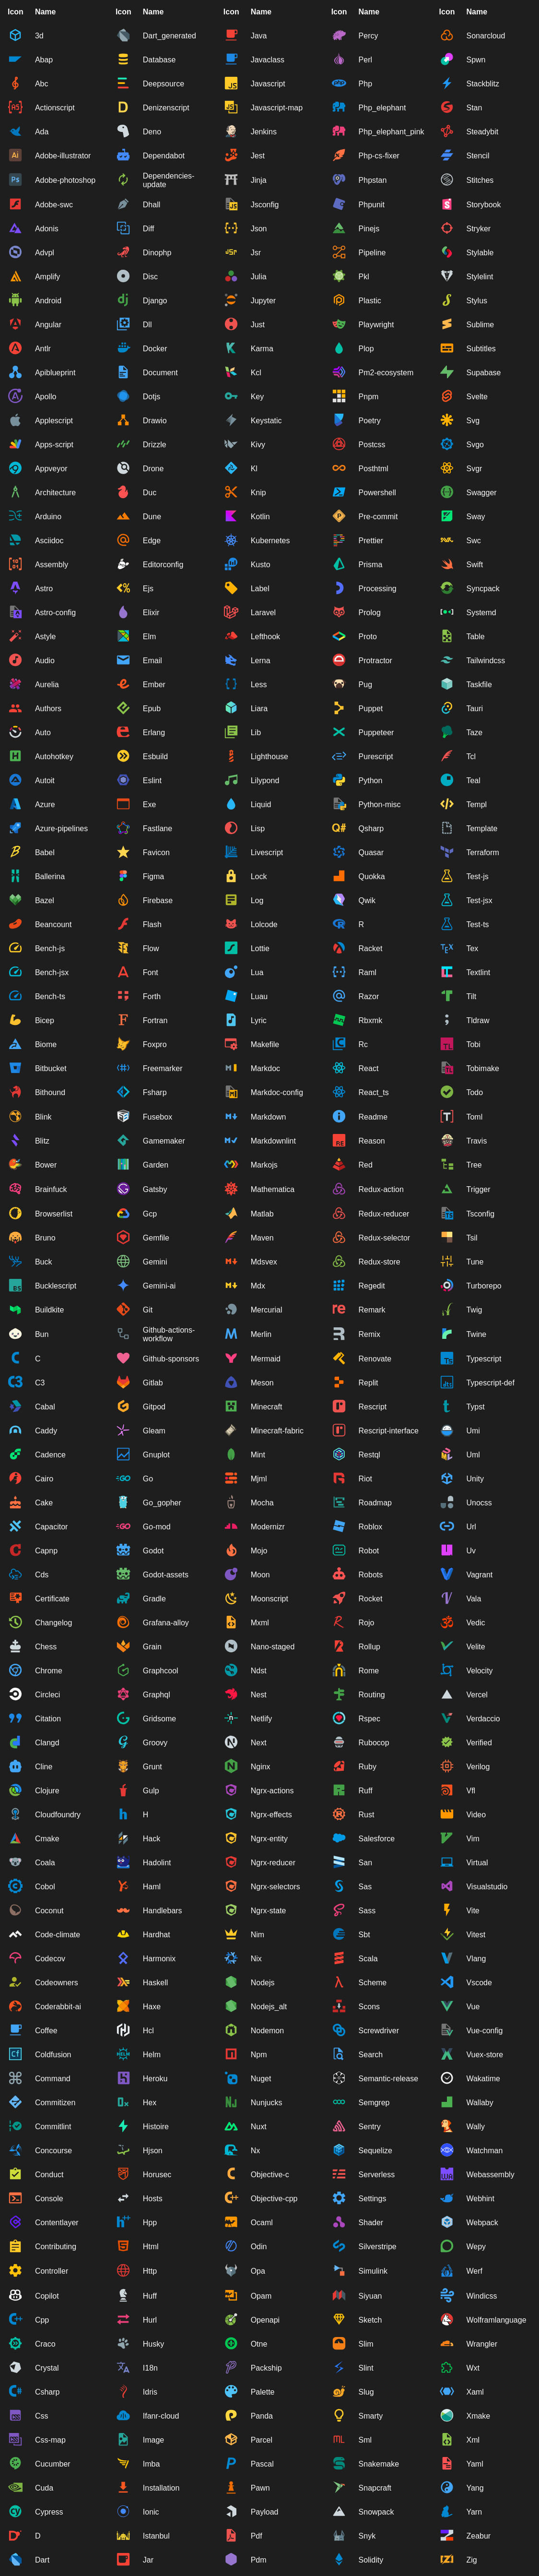 Icon Name
3d
Abap
Abc
Actionscript
Ada
Adobe-illustrator
Adobe-photoshop
Adobe-swc
Adonis
Advpl
Amplify
Android
Angular
Antlr
Apiblueprint
Apollo
Applescript
Apps-script
Appveyor
Architecture
Arduino
Asciidoc
Assembly
Astro
Astro-config
Astyle
Audio
Aurelia
Authors
Auto
Autohotkey
Autoit
Azure
Azure-pipelines
Babel
Ballerina
Bazel
Beancount
Bench-js
Bench-jsx
Bench-ts
Bicep
Biome
Bitbucket
Bithound
Blink
Blitz
Bower
Brainfuck
Browserlist
Bruno
Buck
Bucklescript
Buildkite
Bun
C
C3
Cabal
Caddy
Cadence
Cairo
Cake
Capacitor
Capnp
Cds
Certificate
Changelog
Chess
Chrome
Circleci
Citation
Clangd
Cline
Clojure
Cloudfoundry
Cmake
Coala
Cobol
Coconut
Code-climate
Codecov
Codeowners
Coderabbit-ai
Coffee
Coldfusion
Command
Commitizen
Commitlint
Concourse
Conduct
Console
Contentlayer
Contributing
Controller
Copilot
Cpp
Craco
Crystal
Csharp
Css
Css-map
Cucumber
Cuda
Cypress
D
Dart
Icon Name
Dart_generated
Database
Deepsource
Denizenscript
Deno
Dependabot
Dependencies-
update
Dhall
Diff
Dinophp
Disc
Django
Dll
Docker
Document
Dotjs
Drawio
Drizzle
Drone
Duc
Dune
Edge
Editorconfig
Ejs
Elixir
Elm
Email
Ember
Epub
Erlang
Esbuild
Eslint
Exe
Fastlane
Favicon
Figma
Firebase
Flash
Flow
Font
Forth
Fortran
Foxpro
Freemarker
Fsharp
Fusebox
Gamemaker
Garden
Gatsby
Gcp
Gemfile
Gemini
Gemini-ai
Git
Github-actions-
workflow
Github-sponsors
Gitlab
Gitpod
Gleam
Gnuplot
Go
Go_gopher
Go-mod
Godot
Godot-assets
Gradle
Grafana-alloy
Grain
Graphcool
Graphql
Gridsome
Groovy
Grunt
Gulp
H
Hack
Hadolint
Haml
Handlebars
Hardhat
Harmonix
Haskell
Haxe
Hcl
Helm
Heroku
Hex
Histoire
Hjson
Horusec
Hosts
Hpp
Html
Http
Huff
Hurl
Husky
I18n
Idris
Ifanr-cloud
Image
Imba
Installation
Ionic
Istanbul
Jar
Icon Name
Java
Javaclass
Javascript
Javascript-map
Jenkins
Jest
Jinja
Jsconfig
Json
Jsr
Julia
Jupyter
Just
Karma
Kcl
Key
Keystatic
Kivy
Kl
Knip
Kotlin
Kubernetes
Kusto
Label
Laravel
Lefthook
Lerna
Less
Liara
Lib
Lighthouse
Lilypond
Liquid
Lisp
Livescript
Lock
Log
Lolcode
Lottie
Lua
Luau
Lyric
Makefile
Markdoc
Markdoc-config
Markdown
Markdownlint
Markojs
Mathematica
Matlab
Maven
Mdsvex
Mdx
Mercurial
Merlin
Mermaid
Meson
Minecraft
Minecraft-fabric
Mint
Mjml
Mocha
Modernizr
Mojo
Moon
Moonscript
Mxml
Nano-staged
Ndst
Nest
Netlify
Next
Nginx
Ngrx-actions
Ngrx-effects
Ngrx-entity
Ngrx-reducer
Ngrx-selectors
Ngrx-state
Nim
Nix
Nodejs
Nodejs_alt
Nodemon
Npm
Nuget
Nunjucks
Nuxt
Nx
Objective-c
Objective-cpp
Ocaml
Odin
Opa
Opam
Openapi
Otne
Packship
Palette
Panda
Parcel
Pascal
Pawn
Payload
Pdf
Pdm
Icon Name
Percy
Perl
Php
Php_elephant
Php_elephant_pink
Php-cs-fixer
Phpstan
Phpunit
Pinejs
Pipeline
Pkl
Plastic
Playwright
Plop
Pm2-ecosystem
Pnpm
Poetry
Postcss
Posthtml
Powershell
Pre-commit
Prettier
Prisma
Processing
Prolog
Proto
Protractor
Pug
Puppet
Puppeteer
Purescript
Python
Python-misc
Qsharp
Quasar
Quokka
Qwik
R
Racket
Raml
Razor
Rbxmk
Rc
React
React_ts
Readme
Reason
Red
Redux-action
Redux-reducer
Redux-selector
Redux-store
Regedit
Remark
Remix
Renovate
Replit
Rescript
Rescript-interface
Restql
Riot
Roadmap
Roblox
Robot
Robots
Rocket
Rojo
Rollup
Rome
Routing
Rspec
Rubocop
Ruby
Ruff
Rust
Salesforce
San
Sas
Sass
Sbt
Scala
Scheme
Scons
Screwdriver
Search
Semantic-release
Semgrep
Sentry
Sequelize
Serverless
Settings
Shader
Silverstripe
Simulink
Siyuan
Sketch
Slim
Slint
Slug
Smarty
Sml
Snakemake
Snapcraft
Snowpack
Snyk
Solidity
Icon Name
Sonarcloud
Spwn
Stackblitz
Stan
Steadybit
Stencil
Stitches
Storybook
Stryker
Stylable
Stylelint
Stylus
Sublime
Subtitles
Supabase
Svelte
Svg
Svgo
Svgr
Swagger
Sway
Swc
Swift
Syncpack
Systemd
Table
Tailwindcss
Taskfile
Tauri
Taze
Tcl
Teal
Templ
Template
Terraform
Test-js
Test-jsx
Test-ts
Tex
Textlint
Tilt
Tldraw
Tobi
Tobimake
Todo
Toml
Travis
Tree
Trigger
Tsconfig
Tsil
Tune
Turborepo
Twig
Twine
Typescript
Typescript-def
Typst
Umi
Uml
Unity
Unocss
Url
Uv
Vagrant
Vala
Vedic
Velite
Velocity
Vercel
Verdaccio
Verified
Verilog
Vfl
Video
Vim
Virtual
Visualstudio
Vite
Vitest
Vlang
Vscode
Vue
Vue-config
Vuex-store
Wakatime
Wallaby
Wally
Watchman
Webassembly
Webhint
Webpack
Wepy
Werf
Windicss
Wolframlanguage
Wrangler
Wxt
Xaml
Xmake
Xml
Yaml
Yang
Yarn
Zeabur
Zig